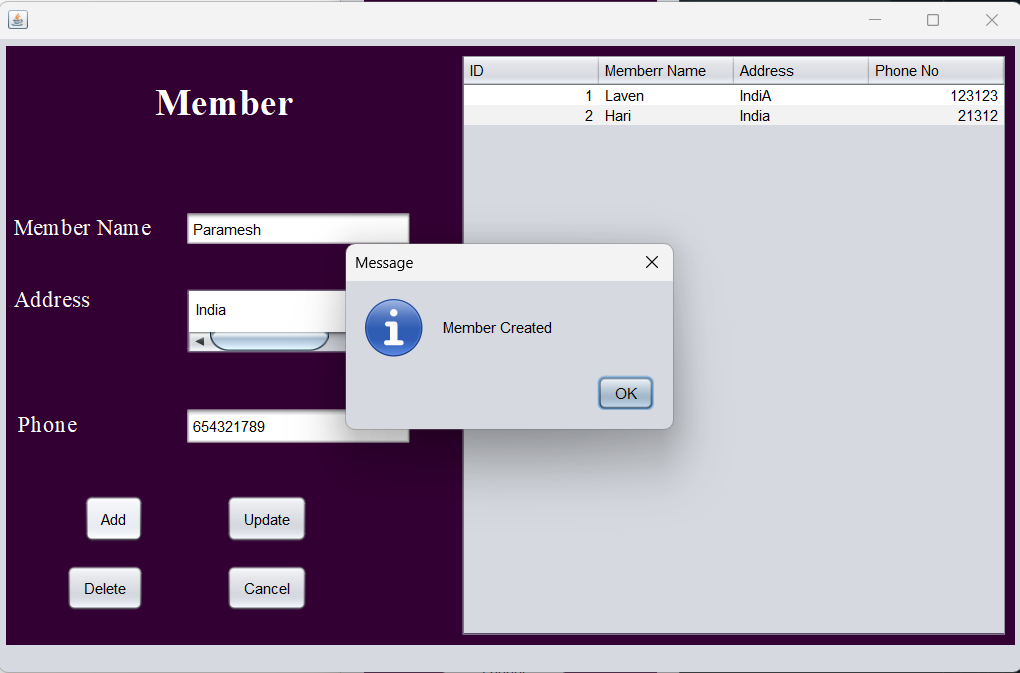 Member
Member Name
Paramesh
Address
India
Phone
654321789
Add
Update
Delete
Cancel
ID Memberr Name Address Phone No
1 Laven IndiA 123123
2 Hari India 21312
Message
Member Created
OK